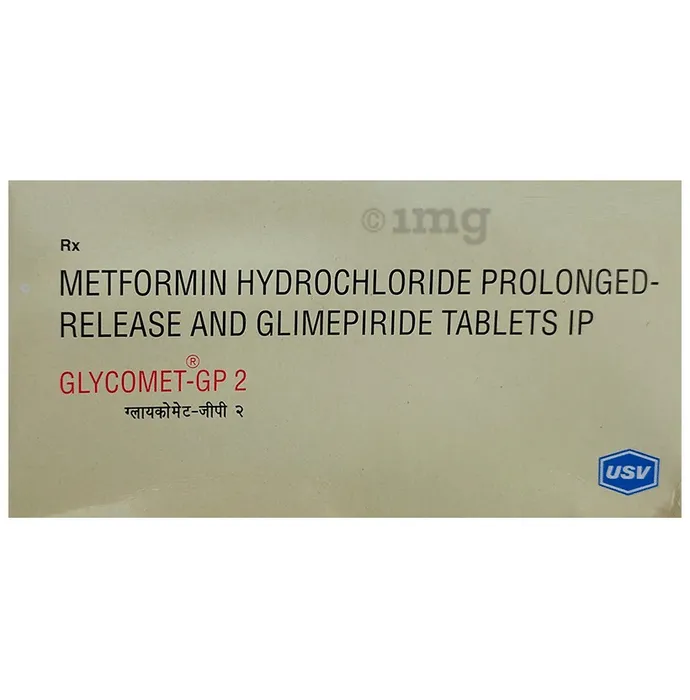 ©1mg
Rx
METFORMIN HYDROCHLORIDE PROLONGED-
RELEASE AND GLIMEPIRIDE TABLETS IP
GLYCOMET®-GP 2
ग्लायकोमेट-जीपी २
USV